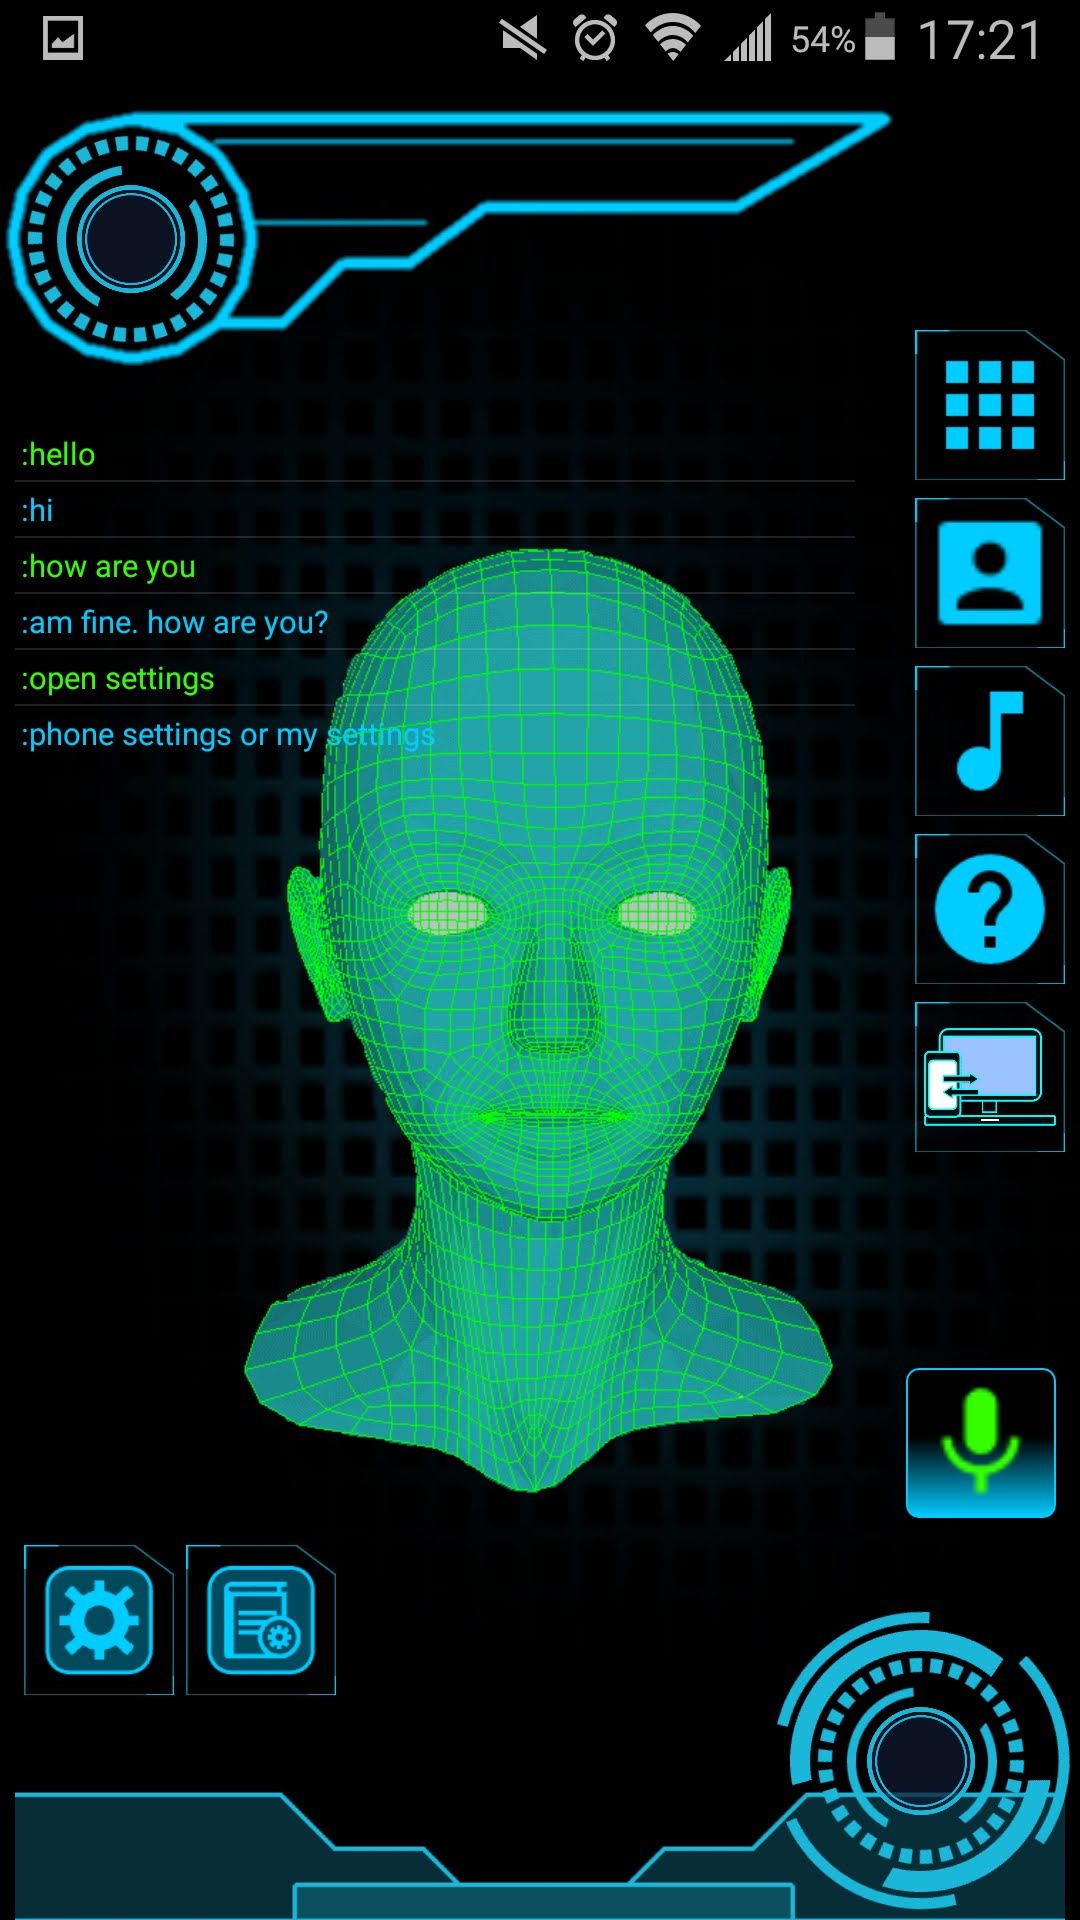 54% 17:21
:hello
:hi
:how are you
:am fine. how are you?
:open settings
:phone settings or my settings
?